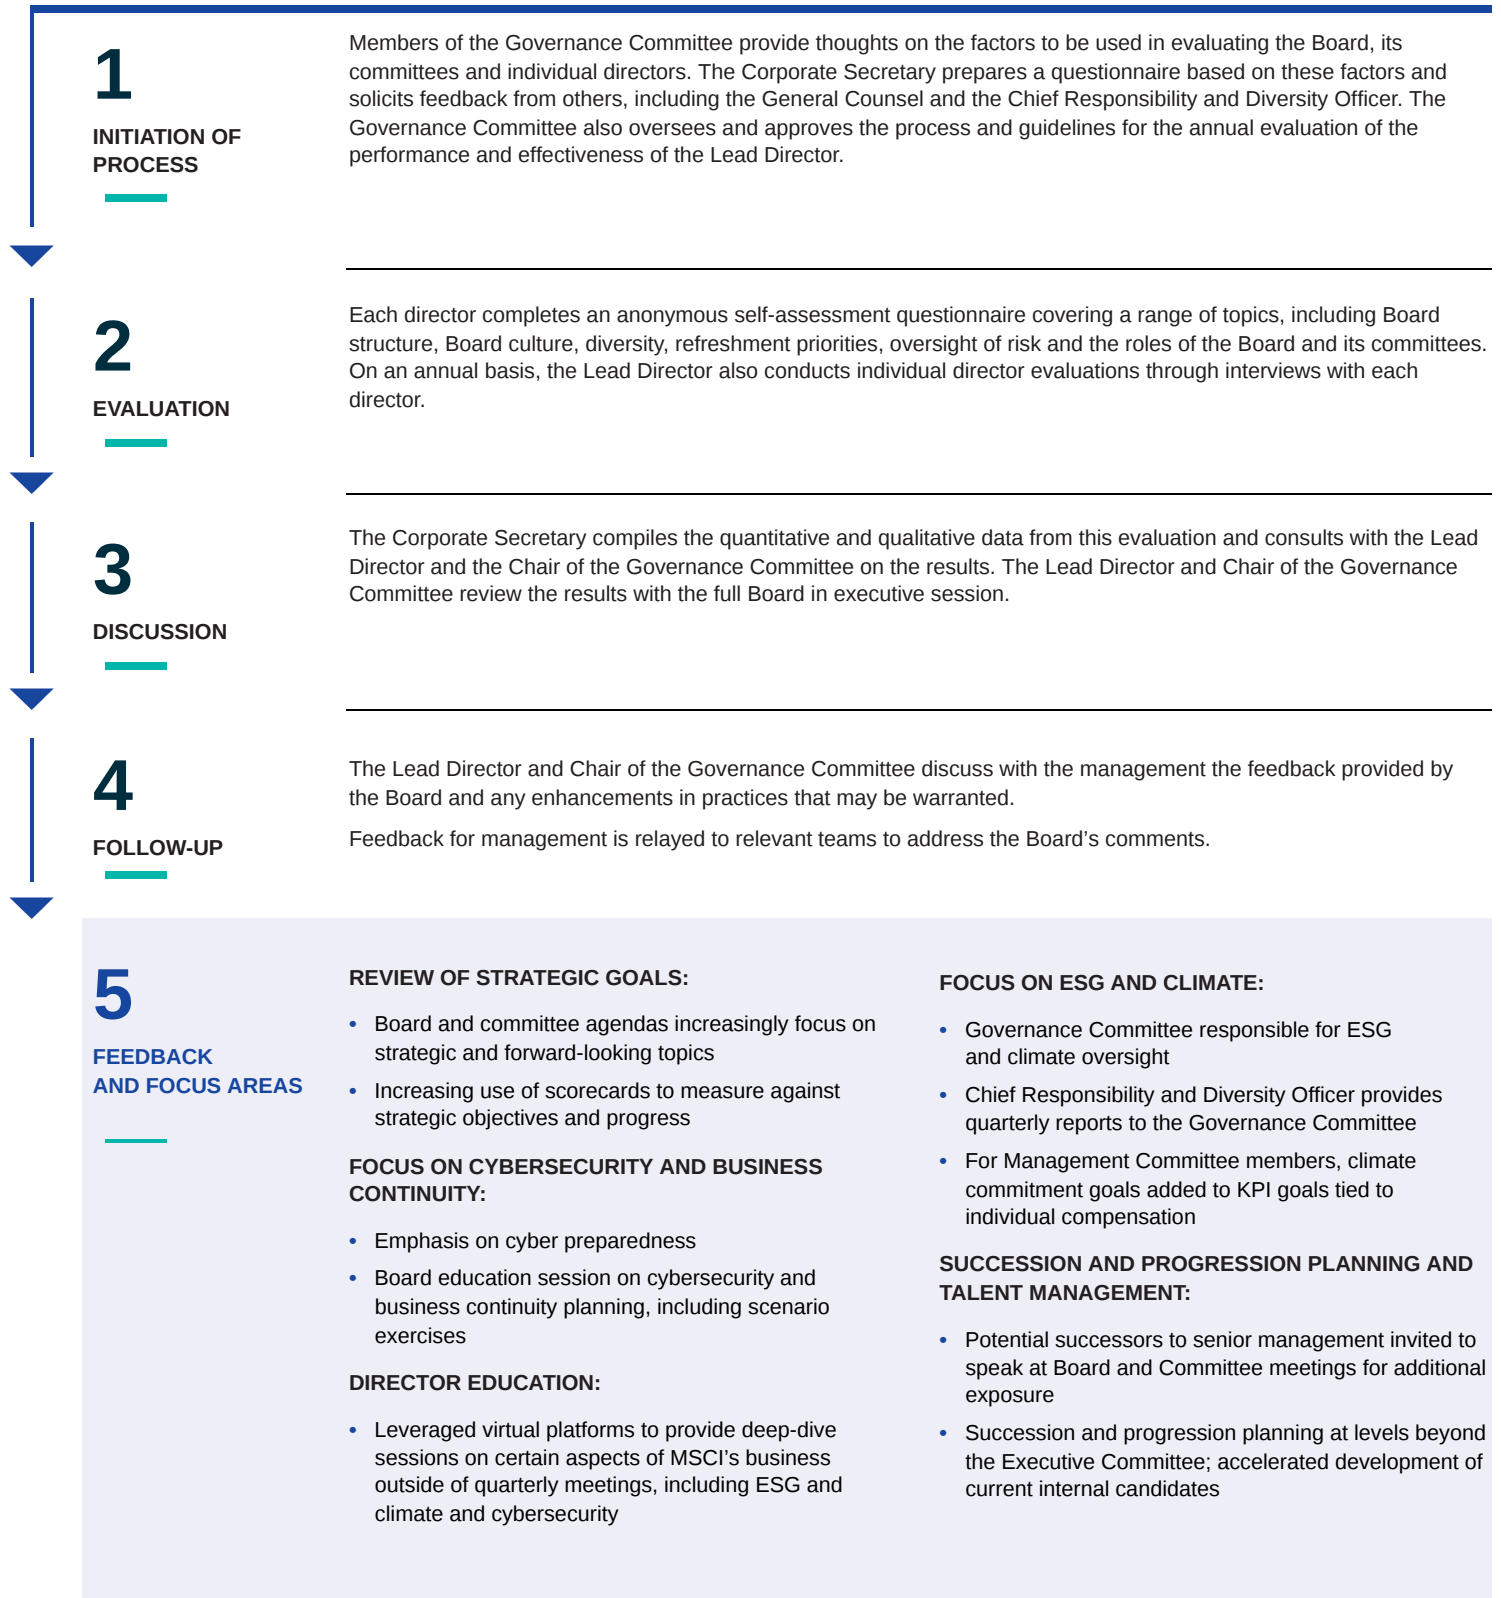 1
INITIATION OF
PROCESS
Members of the Governance Committee provide thoughts on the factors to be used in evaluating the Board, its
committees and individual directors. The Corporate Secretary prepares a questionnaire based on these factors and
solicits feedback from others, including the General Counsel and the Chief Responsibility and Diversity Officer. The
Governance Committee also oversees and approves the process and guidelines for the annual evaluation of the
performance and effectiveness of the Lead Director.
2
EVALUATION
Each director completes an anonymous self-assessment questionnaire covering a range of topics, including Board
structure, Board culture, diversity, refreshment priorities, oversight of risk and the roles of the Board and its committees.
On an annual basis, the Lead Director also conducts individual director evaluations through interviews with each
director.
3
DISCUSSION
The Corporate Secretary compiles the quantitative and qualitative data from this evaluation and consults with the Lead
Director and the Chair of the Governance Committee on the results. The Lead Director and Chair of the Governance
Committee review the results with the full Board in executive session.
4
FOLLOW-UP
The Lead Director and Chair of the Governance Committee discuss with the management the feedback provided by
the Board and any enhancements in practices that may be warranted.
Feedback for management is relayed to relevant teams to address the Board’s comments.
5
FEEDBACK
AND FOCUS AREAS
REVIEW OF STRATEGIC GOALS:
• Board and committee agendas increasingly focus on
strategic and forward-looking topics
• Increasing use of scorecards to measure against
strategic objectives and progress
FOCUS ON CYBERSECURITY AND BUSINESS
CONTINUITY:
• Emphasis on cyber preparedness
• Board education session on cybersecurity and
business continuity planning, including scenario
exercises
DIRECTOR EDUCATION:
• Leveraged virtual platforms to provide deep-dive
sessions on certain aspects of MSCI’s business
outside of quarterly meetings, including ESG and
climate and cybersecurity
FOCUS ON ESG AND CLIMATE:
• Governance Committee responsible for ESG
and climate oversight
• Chief Responsibility and Diversity Officer provides
quarterly reports to the Governance Committee
• For Management Committee members, climate
commitment goals added to KPI goals tied to
individual compensation
SUCCESSION AND PROGRESSION PLANNING AND
TALENT MANAGEMENT:
• Potential successors to senior management invited to
speak at Board and Committee meetings for additional
exposure
• Succession and progression planning at levels beyond
the Executive Committee; accelerated development of
current internal candidates